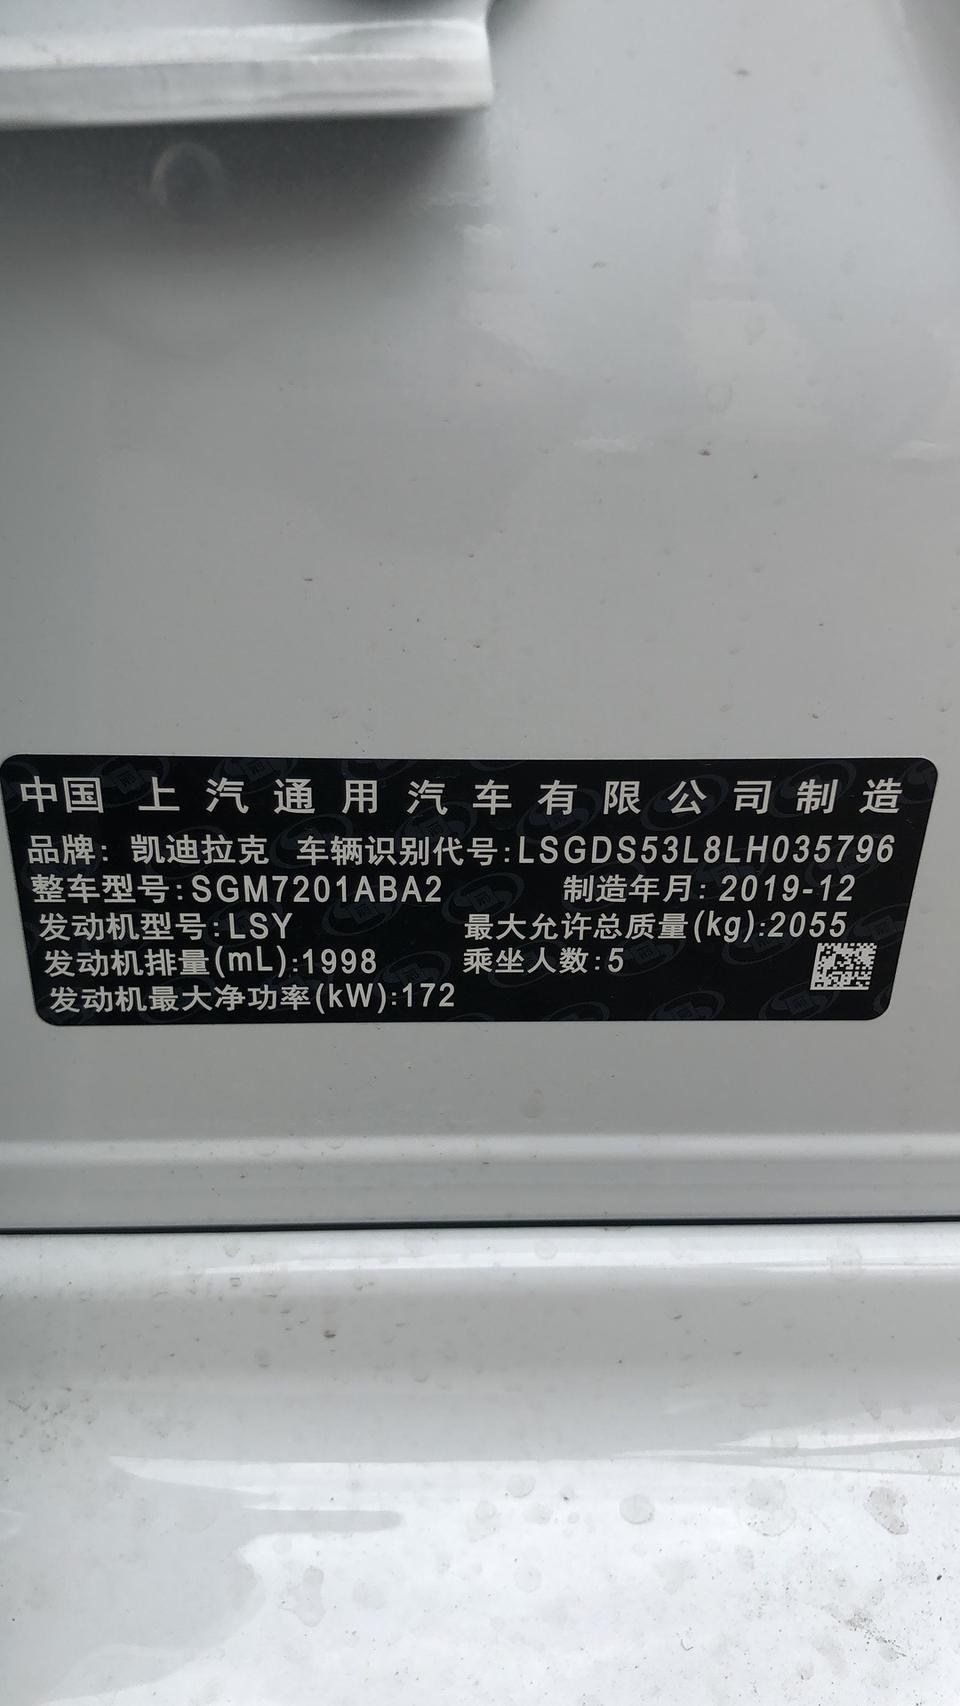 中国 上汽通用汽车有限公司制造
品牌: 凯迪拉克 车辆识别代号:LSGDS53L8LH035796
整车型号:SGM7201ABA2 制造年月: 2019-12
发动机型号:LSY 最大允许总质量(kg):2055
发动机排量(mL):1998 乘坐人数:5
发动机最大净功率(kW):172